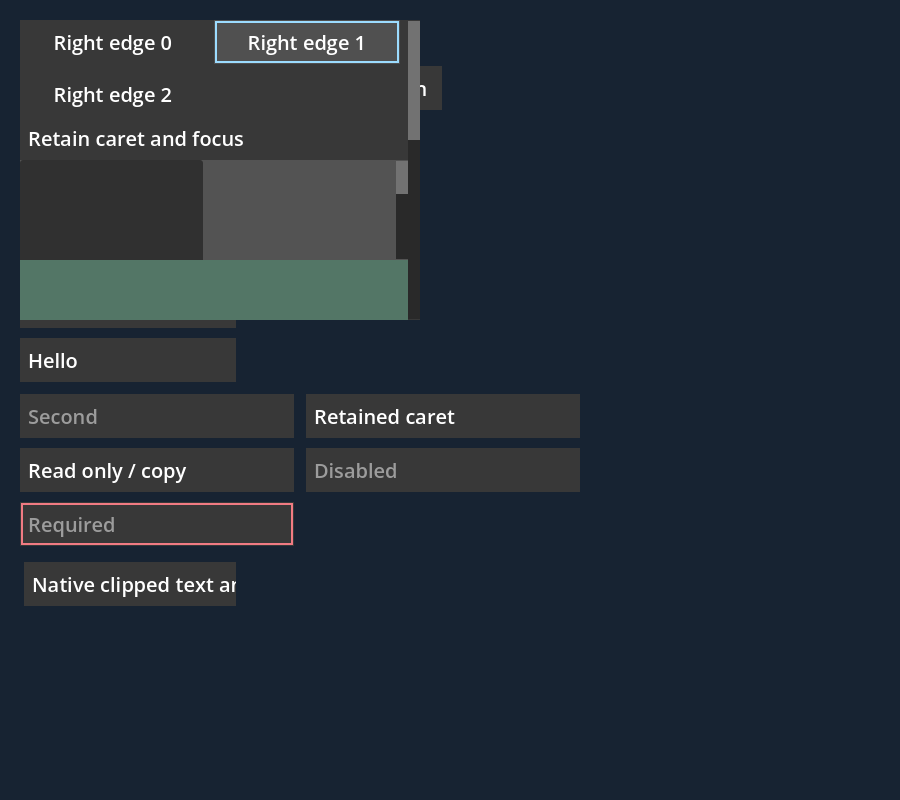 Right edge 0 Right edge 1
Right edge 2
Retain caret and focus
Hello
Second Retained caret
Read only / copy Disabled
Required
Native clipped text